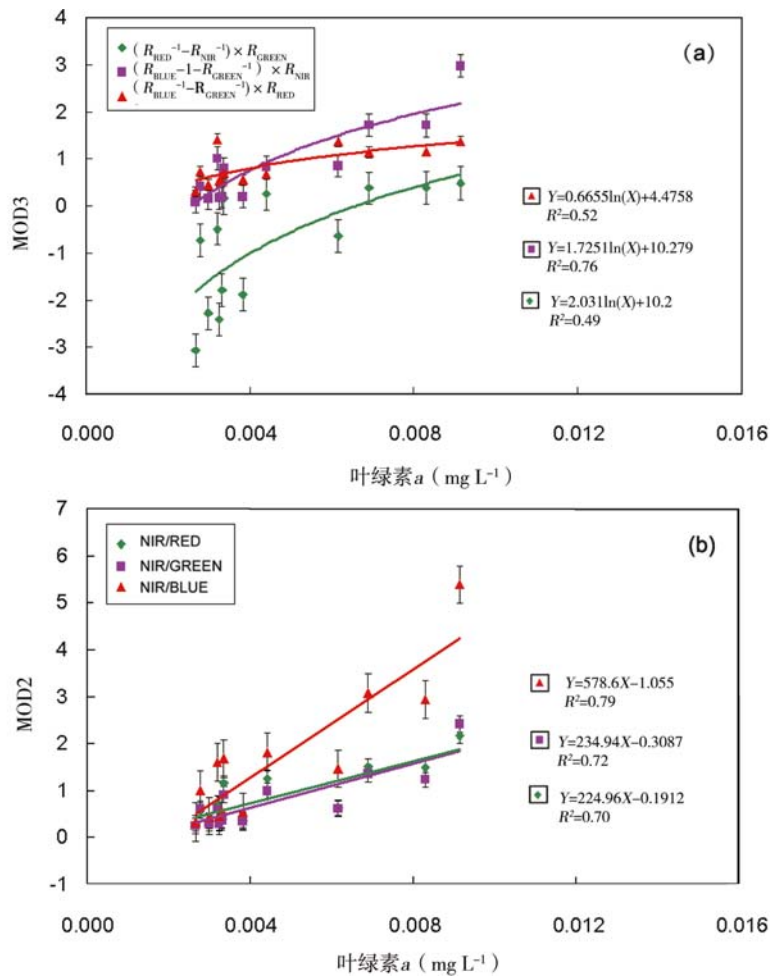 4
3
2
1
0
-1
-2
-3
-4
MOD3
(R_RED⁻¹−R_NIR⁻¹)×R_GREEN
(R_BLUE−1−R_GREEN⁻¹) ×R_NIR
(R_BLUE⁻¹−R_GREEN⁻¹)×R_RED
(a)
Y=0.6655ln(X)+4.4758
R²=0.52
Y=1.7251ln(X)+10.279
R²=0.76
Y=2.031ln(X)+10.2
R²=0.49
0.000 0.004 0.008 0.012 0.016
叶绿素a（mg L⁻¹）
7
6
5
4
3
2
1
0
-1
MOD2
NIR/RED
NIR/GREEN
NIR/BLUE
(b)
Y=578.6X−1.055
R²=0.79
Y=234.94X−0.3087
R²=0.72
Y=224.96X−0.1912
R²=0.70
0.000 0.004 0.008 0.012 0.016
叶绿素a（mg L⁻¹）